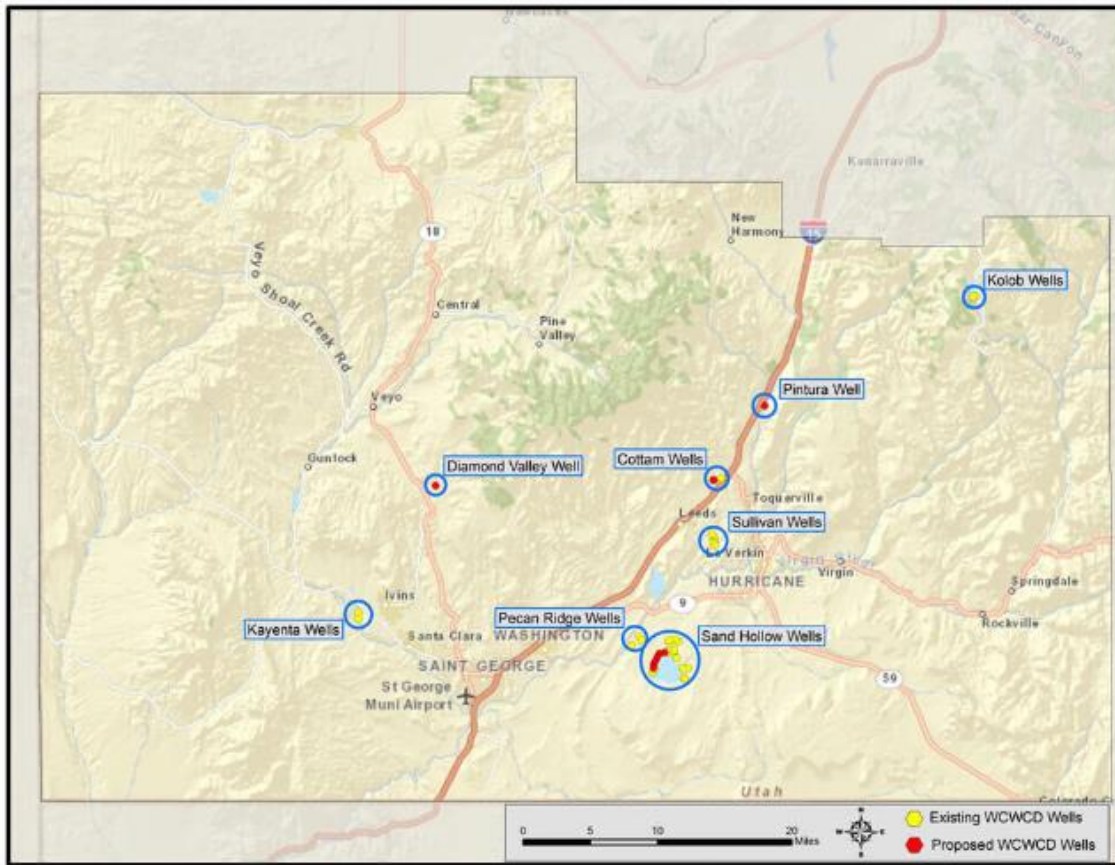 Kanarraville
New
Harmony
15
18
Kolob Wells
Veyo Shoal Creek Rd
Central
Pine
Valley
Pintura Well
Veyo
Gunlock
Diamond Valley Well
Cottam Wells
Toquerville
Leeds
Sullivan Wells
La Verkin
Virgin River
HURRICANE
Virgin
Springdale
Rockville
Ivins
9
Kayenta Wells
Pecan Ridge Wells
Sand Hollow Wells
Santa Clara
WASHINGTON
SAINT GEORGE
59
St George
Muni Airport
Utah
0 5 10 20
Miles
N
W E
S
Existing WCWCD Wells
Proposed WCWCD Wells